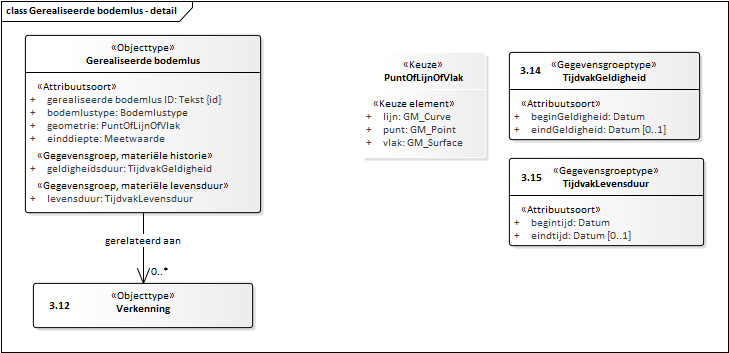 class Gerealiseerde bodemlus - detail
«Objecttype»
Gerealiseerde bodemlus
«Attribuutsoort»
+ gerealiseerde bodemlus ID: Tekst {id}
+ bodemlustype: Bodemlustype
+ geometrie: PuntOfLijnOfVlak
+ einddiepte: Meetwaarde
«Gegevensgroep, materiële historie»
+ geldigheidsduur: TijdvakGeldigheid
«Gegevensgroep, materiële levensduur»
+ levensduur: TijdvakLevensduur
gerelateerd aan
0..*
3.12
«Objecttype»
Verkenning
«Keuze»
PuntOfLijnOfVlak
«Keuze element»
+ lijn: GM_Curve
+ punt: GM_Point
+ vlak: GM_Surface
3.14
«Gegevensgroeptype»
TijdvakGeldigheid
«Attribuutsoort»
+ beginGeldigheid: Datum
+ eindGeldigheid: Datum [0..1]
3.15
«Gegevensgroeptype»
TijdvakLevensduur
«Attribuutsoort»
+ begintijd: Datum
+ eindtijd: Datum [0..1]